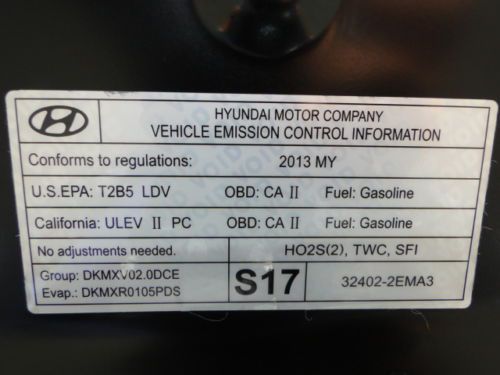 HYUNDAI MOTOR COMPANY
VEHICLE EMISSION CONTROL INFORMATION
Conforms to regulations: 2013 MY
U.S.EPA: T2B5 LDV OBD: CA II Fuel: Gasoline
California: ULEV II PC OBD: CA II Fuel: Gasoline
No adjustments needed. HO2S(2), TWC, SFI
Group: DKMXV02.0DCE
Evap.: DKMXR0105PDS
S17
32402-2EMA3